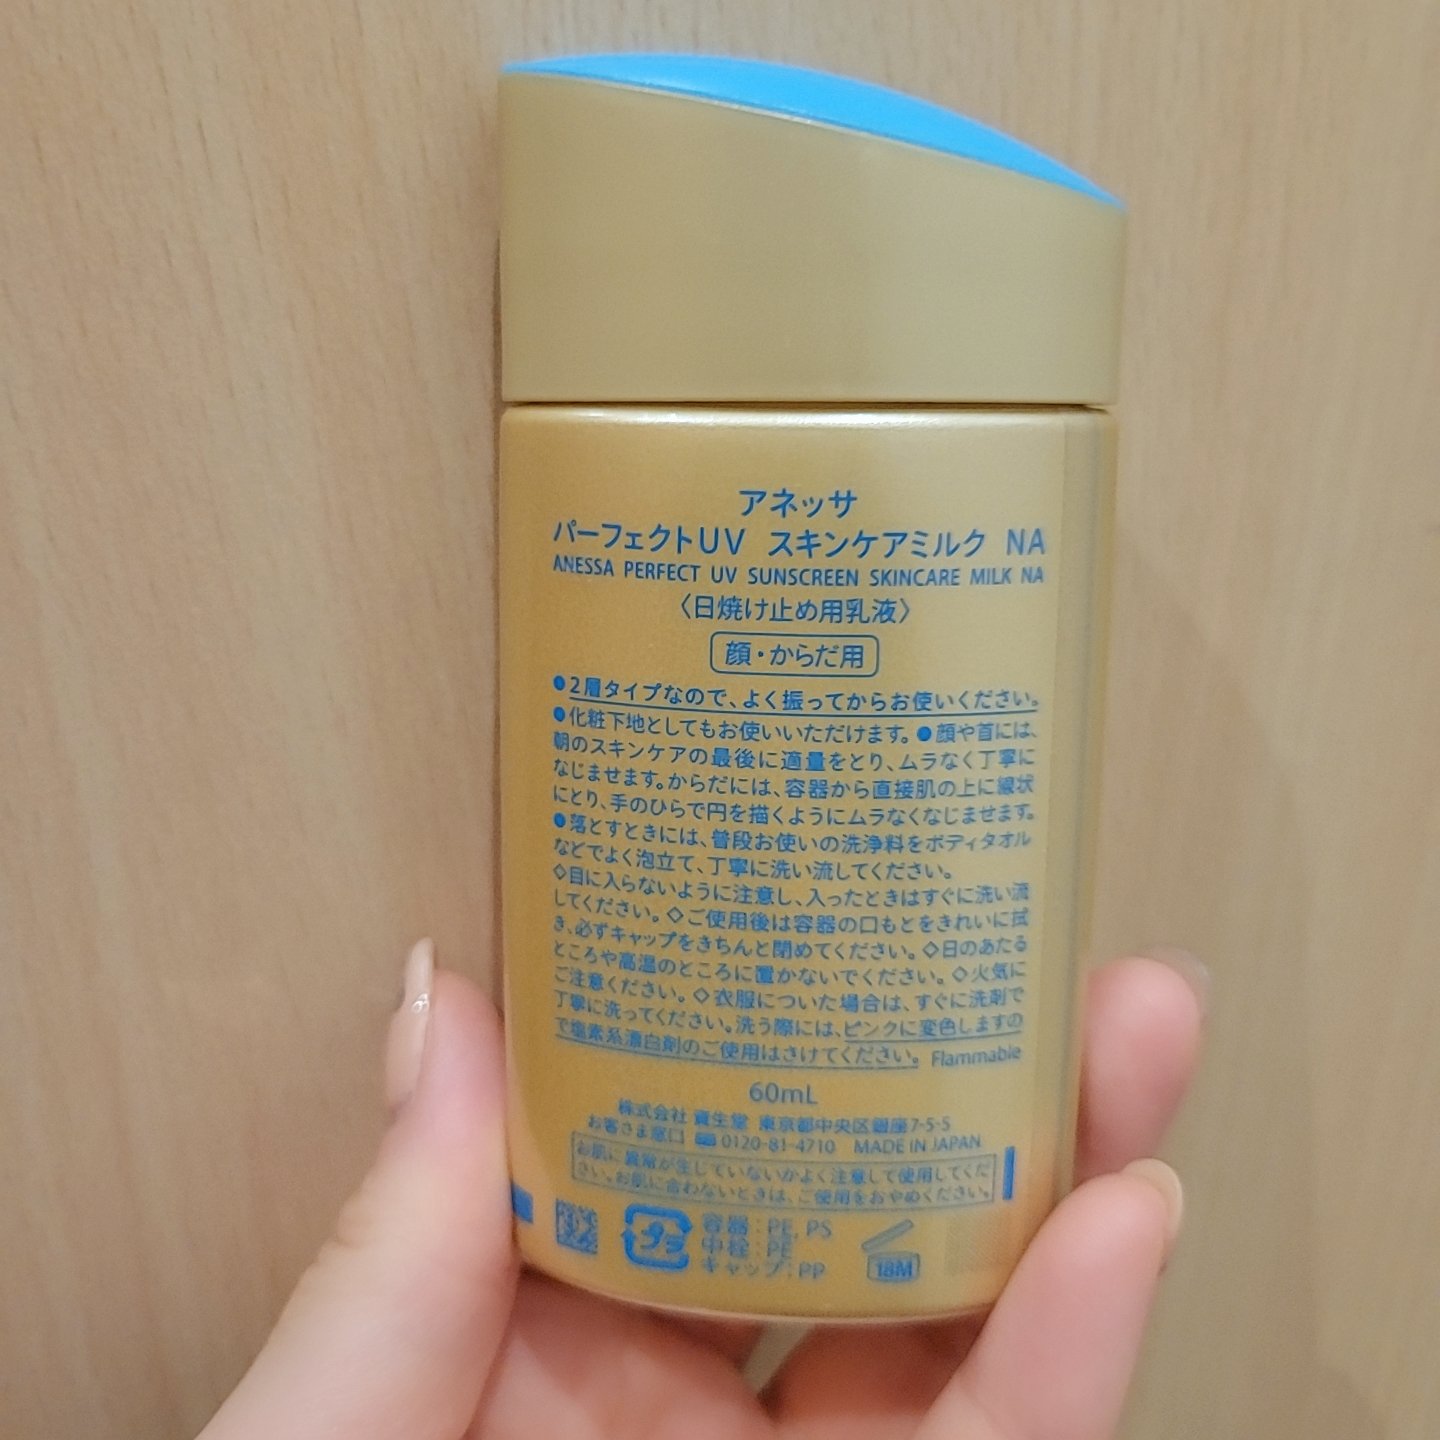 アネッサ
パーフェクトUV スキンケアミルク NA
ANESSA PERFECT UV SUNSCREEN SKINCARE MILK NA
〈日焼け止め用乳液〉
顔・からだ用
●2層タイプなので、よく振ってからお使いください。
●化粧下地としてもお使いいただけます。●顔や首には、
朝のスキンケアの最後に適量をとり、ムラなく丁寧に
なじませます。からだには、容器から直接肌の上に線状
にとり、手のひらで円を描くようにムラなくなじませます。
●落とすときには、普段お使いの洗浄料をボディタオル
などでよく泡立て、丁寧に洗い流してください。
◇目に入らないように注意し、入ったときはすぐに洗い流
してください。◇ご使用後は容器の口もとをきれいに拭
き、必ずキャップをきちんと閉めてください。◇日のあたる
ところや高温のところに置かないでください。◇火気に
ご注意ください。◇衣服についた場合は、すぐに洗剤で
丁寧に洗ってください。洗う際には、ピンクに変色しますの
で塩素系漂白剤のご使用はさけてください。 Flammable
60mL
株式会社 資生堂 東京都中央区銀座7-5-5
お客さま窓口 0120-81-4710 MADE IN JAPAN
お肌に異常が生じていないかよく注意して使用してくだ
さい。お肌に合わないときは、ご使用をおやめください。
プラ
容器：PE, PS
中栓：PE
キャップ：PP
18M